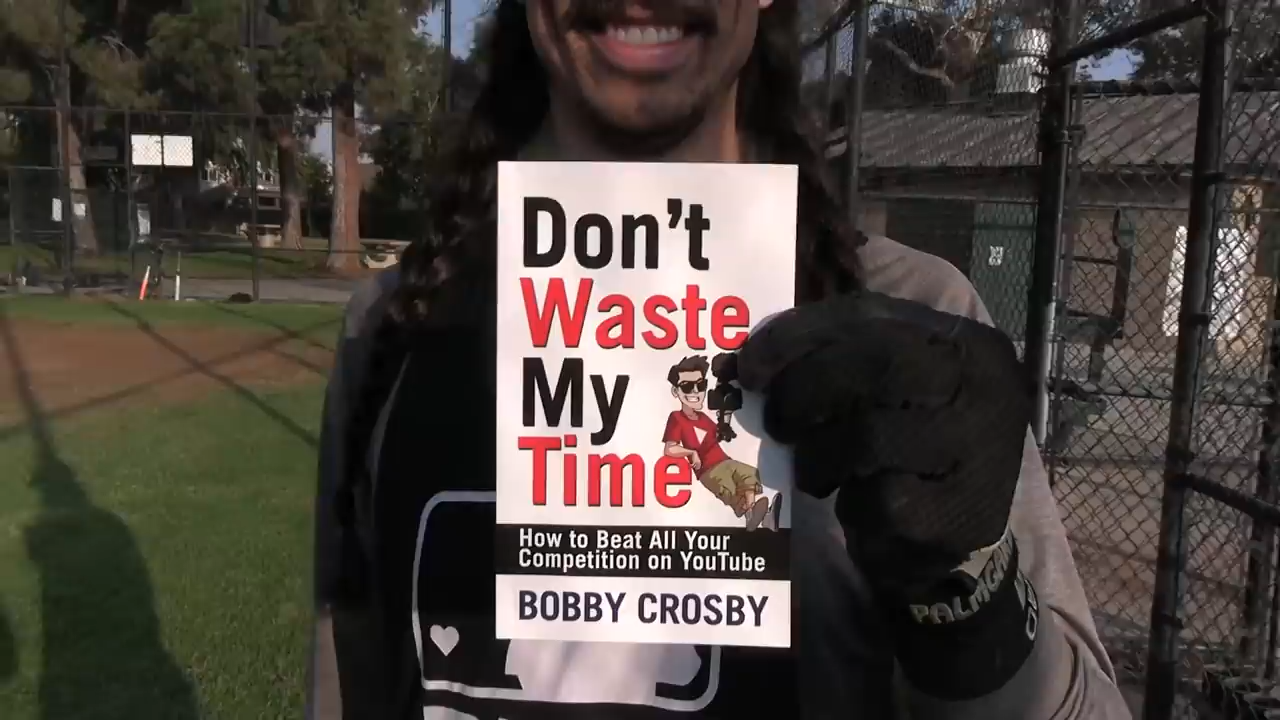 Don't
Waste
My
Time
How to Beat All Your
Competition on YouTube
BOBBY CROSBY